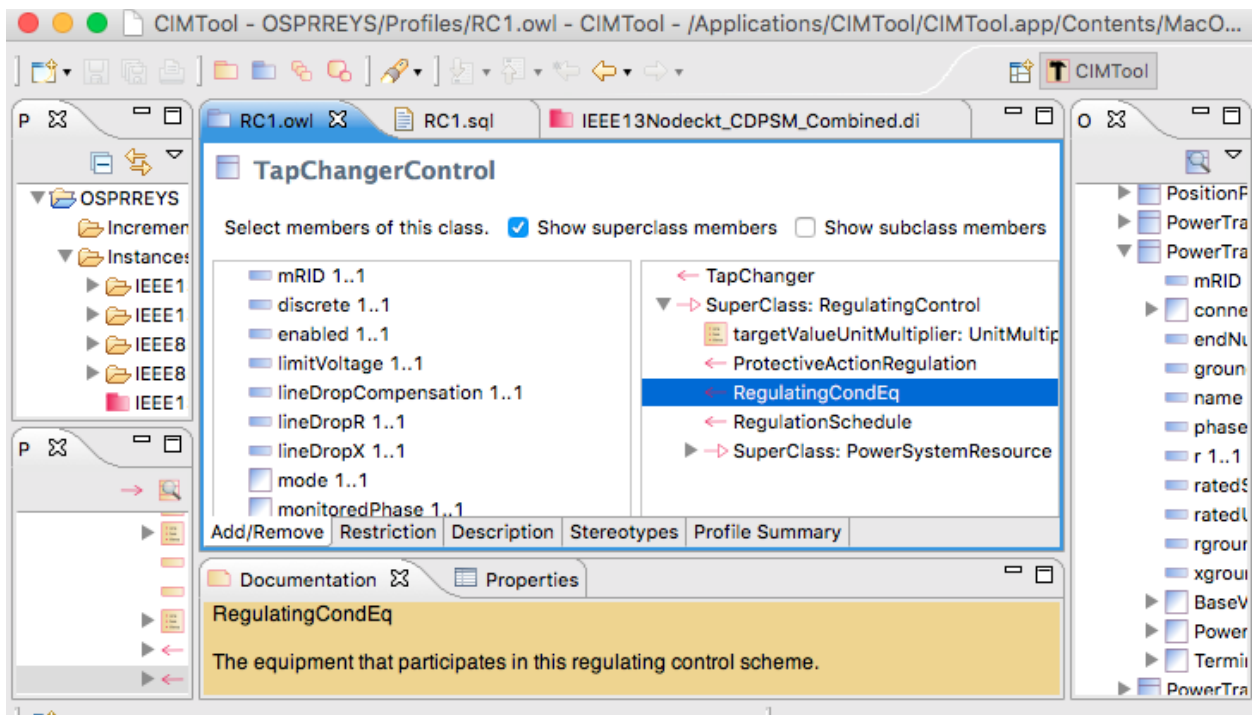 CIMTool - OSPRREYS/Profiles/RC1.owl - CIMTool - /Applications/CIMTool/CIMTool.app/Contents/MacO...
CIMTool
P
RC1.owl
RC1.sql
IEEE13Nodeckt_CDPSM_Combined.di
O
OSPRREYS
Incremen
Instances
IEEE1
IEEE1
IEEE8
IEEE8
IEEE1
P
TapChangerControl
Select members of this class.
Show superclass members
Show subclass members
mRID 1..1
discrete 1..1
enabled 1..1
limitVoltage 1..1
lineDropCompensation 1..1
lineDropR 1..1
lineDropX 1..1
mode 1..1
monitoredPhase 1..1
TapChanger
SuperClass: RegulatingControl
targetValueUnitMultiplier: UnitMultip
ProtectiveActionRegulation
RegulatingCondEq
RegulationSchedule
SuperClass: PowerSystemResource
Add/Remove
Restriction
Description
Stereotypes
Profile Summary
Documentation
Properties
RegulatingCondEq
The equipment that participates in this regulating control scheme.
PositionP
PowerTra
PowerTra
mRID
conne
endNu
groun
name
phase
r 1..1
ratedS
ratedU
rgroun
xgroun
BaseV
Power
Termin
PowerTra